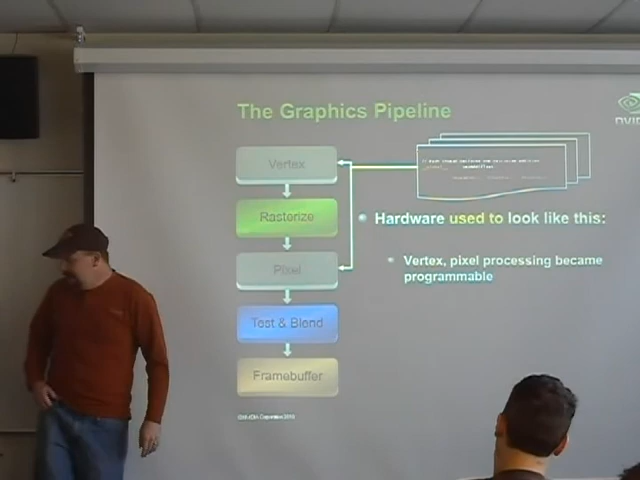 The Graphics Pipeline
Vertex
Rasterize
Pixel
Test & Blend
Framebuffer
Hardware used to look like this:
Vertex, pixel processing became
programmable